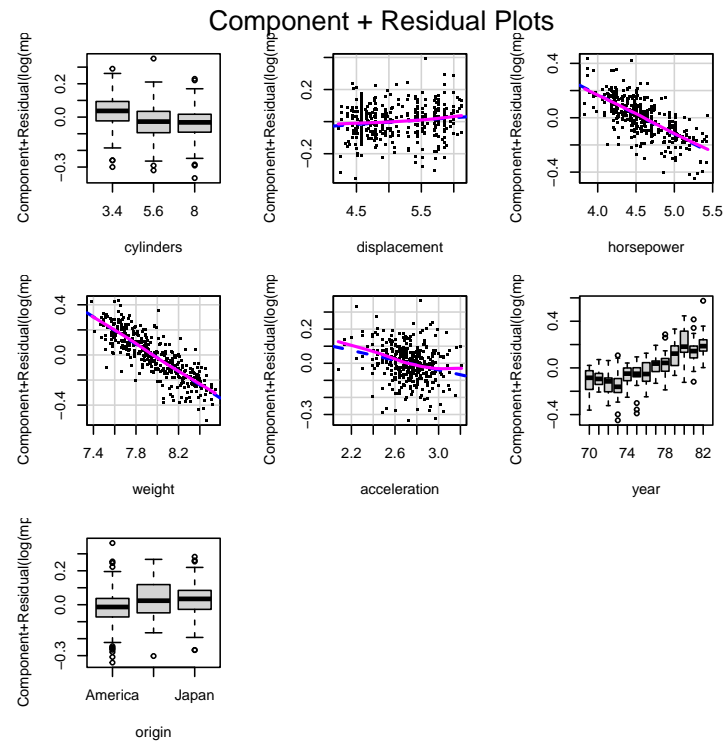 Component + Residual Plots
Component+Residual(log(mp
−0.3
0.0
0.2
3.4
5.6
8
cylinders
Component+Residual(log(mp
−0.2
0.2
4.5
5.5
displacement
Component+Residual(log(mp
−0.4
0.0
0.4
4.0
4.5
5.0
5.5
horsepower
Component+Residual(log(mp
−0.4
0.0
0.4
7.4
7.8
8.2
weight
Component+Residual(log(mp
−0.3
0.0
0.2
2.2
2.6
3.0
acceleration
Component+Residual(log(mp
−0.4
0.0
0.4
70
74
78
82
year
Component+Residual(log(mp
−0.3
0.0
0.2
America
Japan
origin